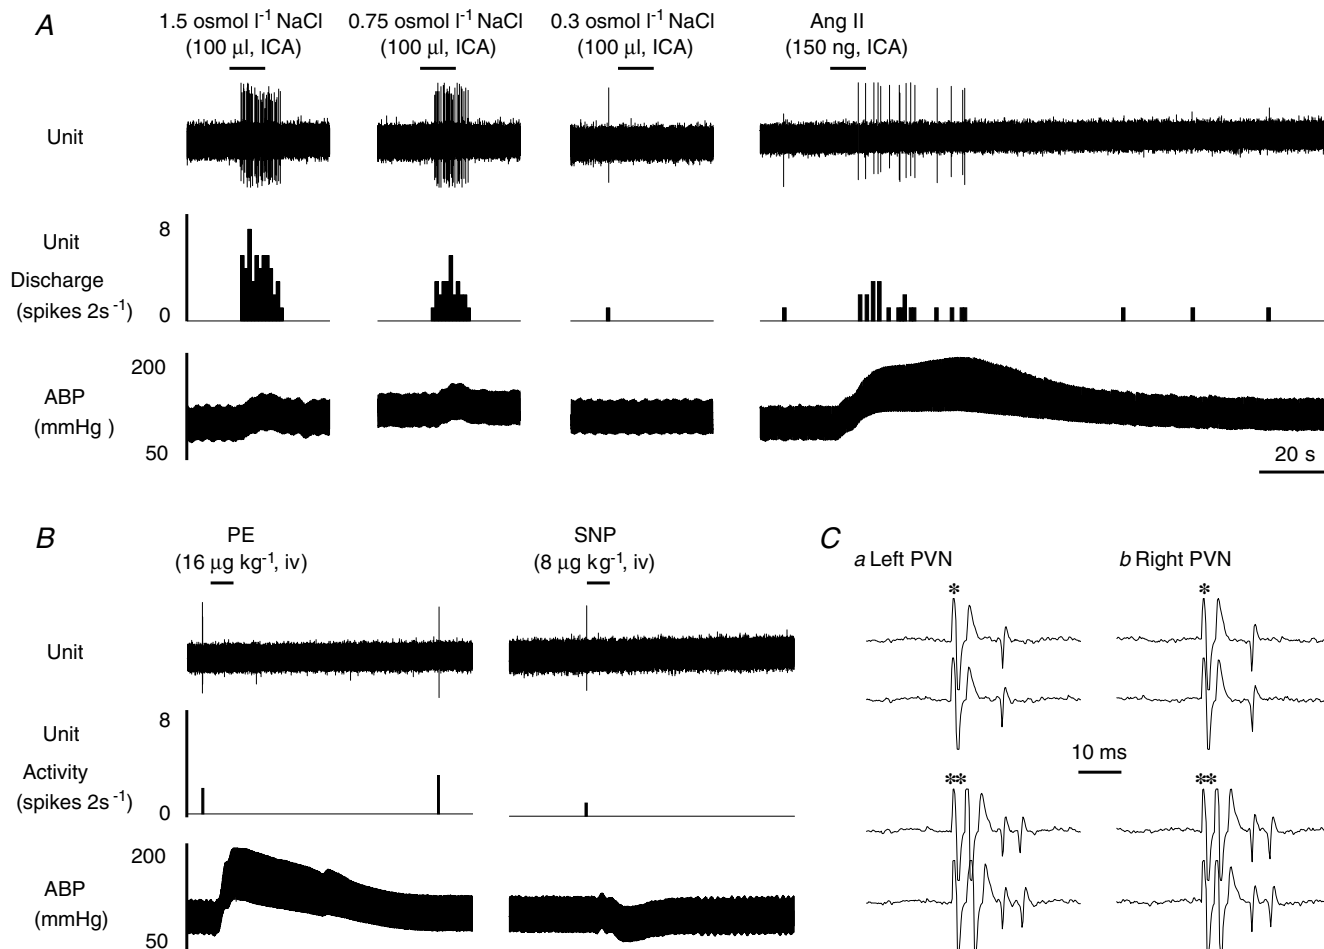 A
1.5 osmol l-1 NaCl
(100 μl, ICA)
0.75 osmol l-1 NaCl
(100 μl, ICA)
0.3 osmol l-1 NaCl
(100 μl, ICA)
Ang II
(150 ng, ICA)
Unit
Unit
Discharge
(spikes 2s-1)
8
0
ABP
(mmHg )
200
50
20 s
B
PE
(16 μg kg-1, iv)
SNP
(8 μg kg-1, iv)
Unit
Unit
Activity
(spikes 2s-1)
8
0
ABP
(mmHg)
200
50
C
a Left PVN
b Right PVN
*
*
10 ms
**
**